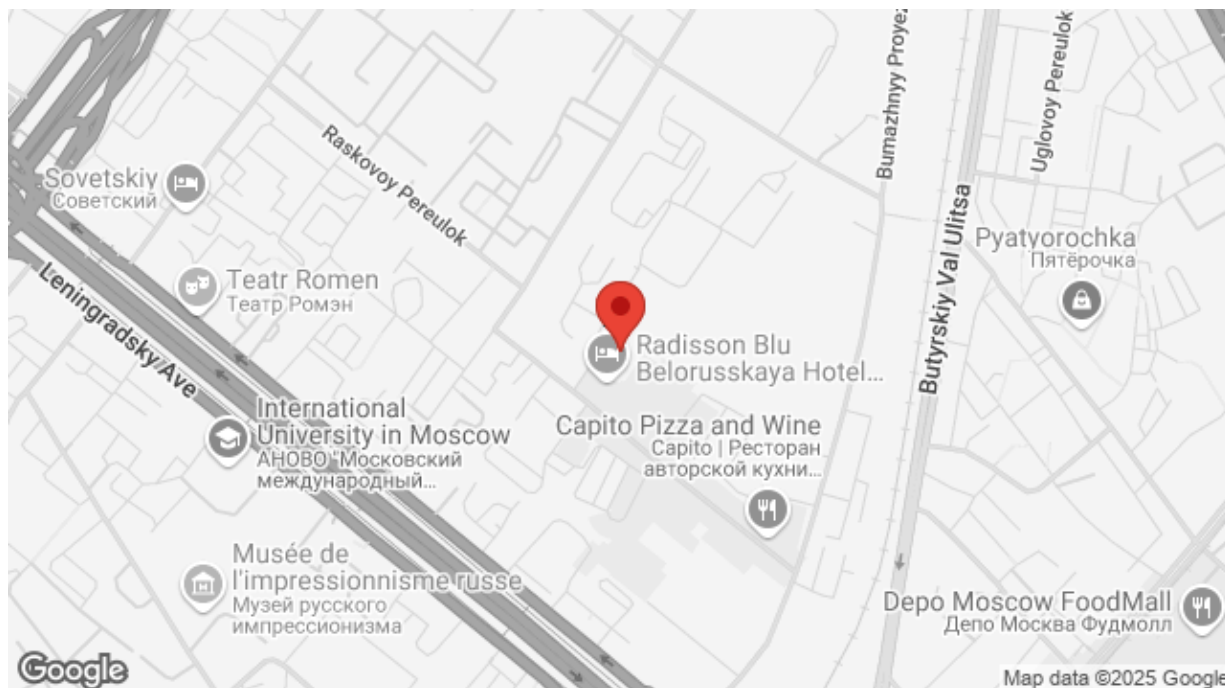 Bumazhnyy Proyez
Uglovoy Pereulok
Raskovoy Pereulok
Sovetskiy
Советский
Butyrskiy Val Ulitsa
Pyatyorochka
Пятёрочка
Teatr Romen
Театр Ромэн
Leningradsky Ave
Radisson Blu
Belorusskaya Hotel...
International
University in Moscow
АНОВО "Московский
международный...
Capito Pizza and Wine
Capito | Ресторан
авторской кухни...
Musée de
l'impressionnisme russe
Музей русского
импрессионизма
Depo Moscow FoodMall
Депо Москва Фудмолл
Google
Map data ©2025 Google